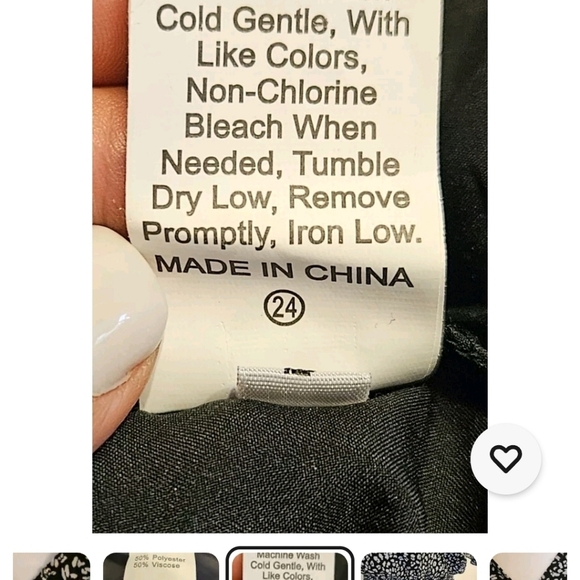 Cold Gentle, With
Like Colors,
Non-Chlorine
Bleach When
Needed, Tumble
Dry Low, Remove
Promptly, Iron Low.
MADE IN CHINA
24
50% Polyester
50% Viscose
Machine Wash
Cold Gentle, With
Like Colors,